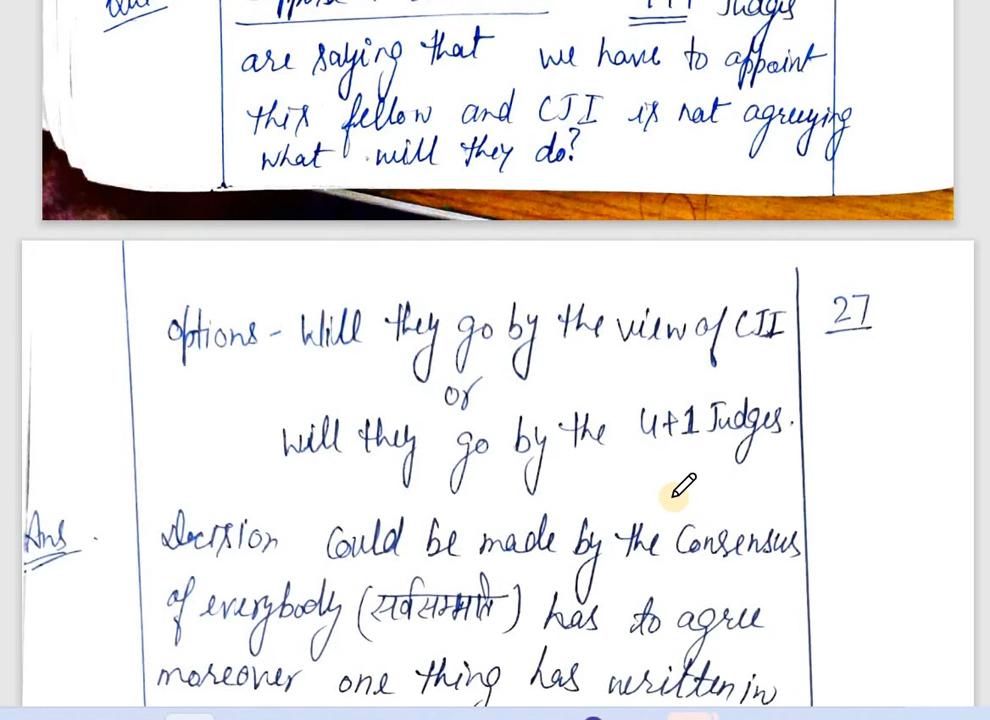 Judges
are saying that we have to appoint
this fellow and CJI is not agreeying
what will they do?
27
options - Will they go by the view of CJI
or
will they go by the 4+1 Judges.
Ans.
Decision Could be made by the Consensus
of everybody (सर्वसम्मति) has to agree
moreover one thing has written in